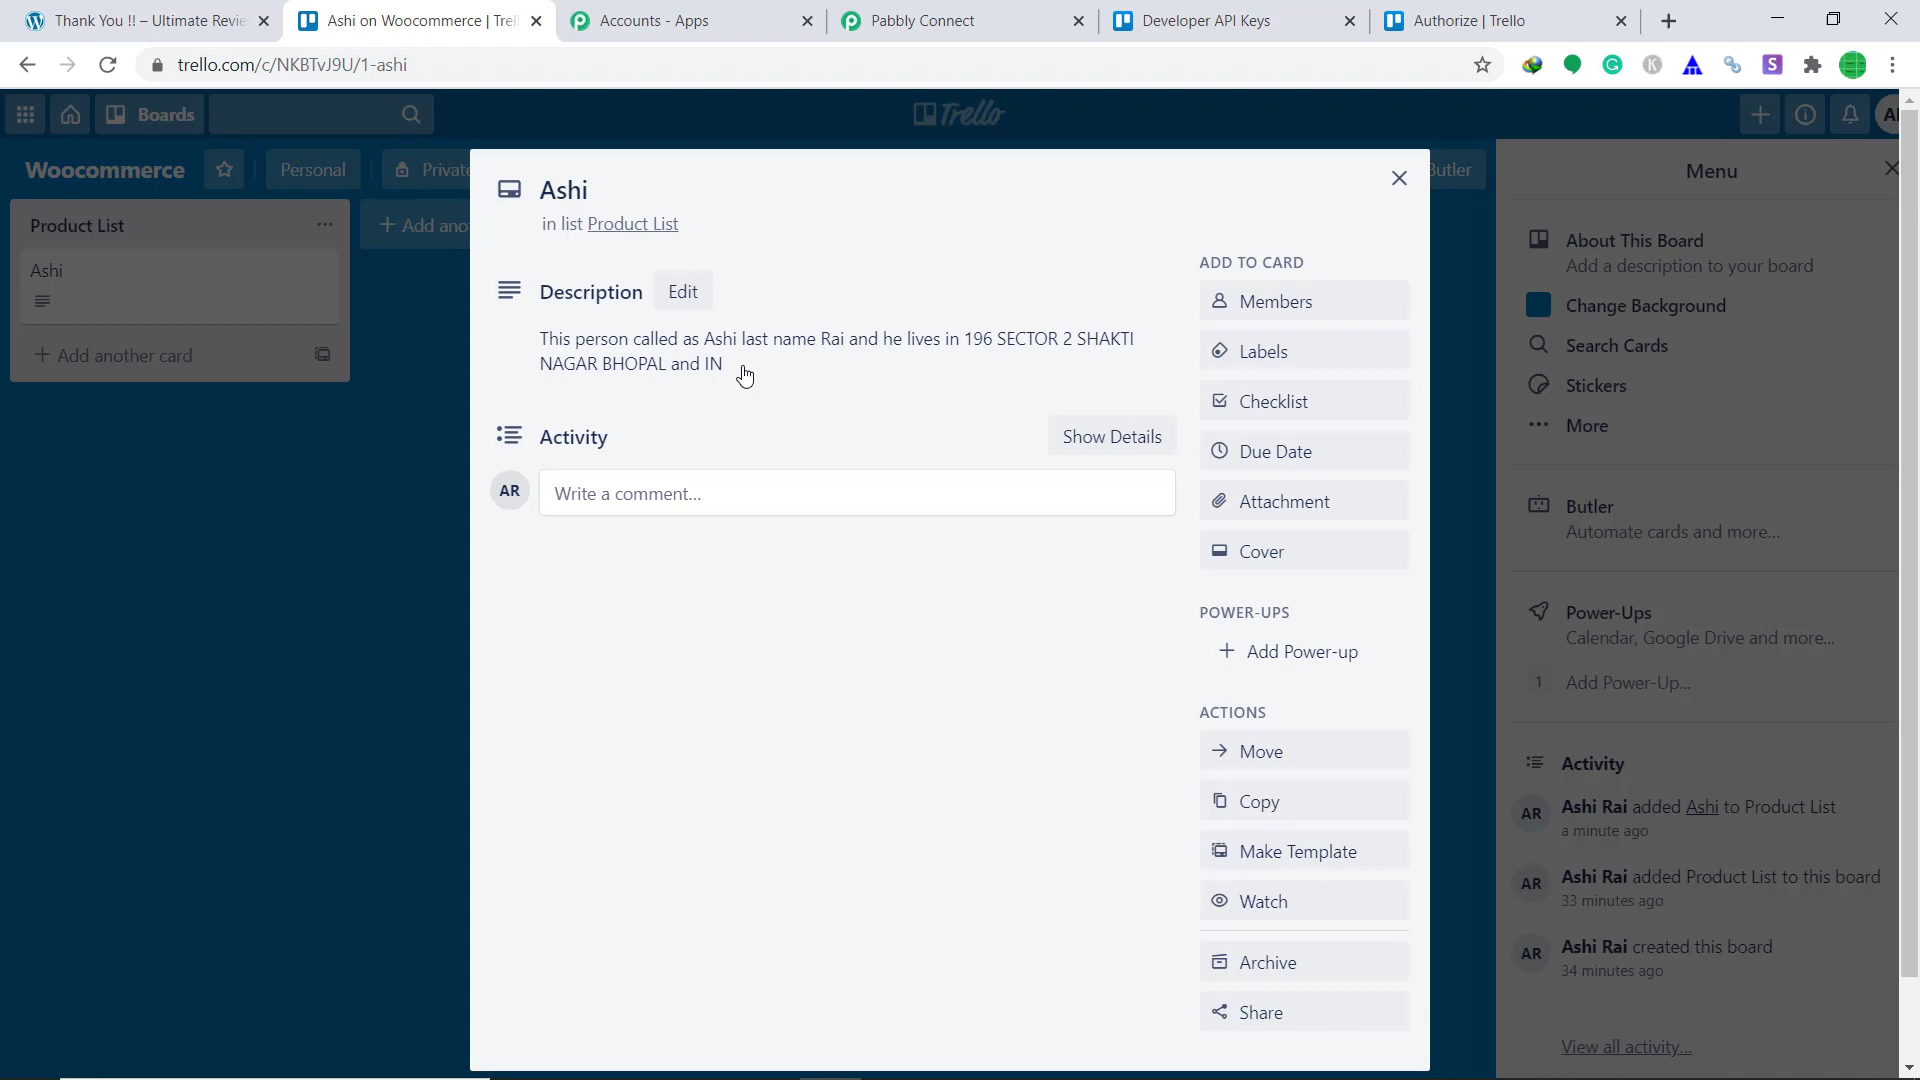 Thank You !! – Ultimate Revie
Ashi on Woocommerce | Trell
Accounts - Apps
Pabbly Connect
Developer API Keys
Authorize | Trello
trello.com/c/NKBTvJ9U/1-ashi
Boards
Trello
Woocommerce
Personal
Private
Butler
Menu
Product List
Add ano
Ashi
Add another card
Ashi
in list Product List
Description
Edit
This person called as Ashi last name Rai and he lives in 196 SECTOR 2 SHAKTI
NAGAR BHOPAL and IN
Activity
Show Details
AR
Write a comment...
ADD TO CARD
Members
Labels
Checklist
Due Date
Attachment
Cover
POWER-UPS
Add Power-up
ACTIONS
Move
Copy
Make Template
Watch
Archive
Share
About This Board
Add a description to your board
Change Background
Search Cards
Stickers
More
Butler
Automate cards and more...
Power-Ups
Calendar, Google Drive and more...
1 Add Power-Up...
Activity
AR
Ashi Rai added Ashi to Product List
a minute ago
AR
Ashi Rai added Product List to this board
33 minutes ago
AR
Ashi Rai created this board
34 minutes ago
View all activity...